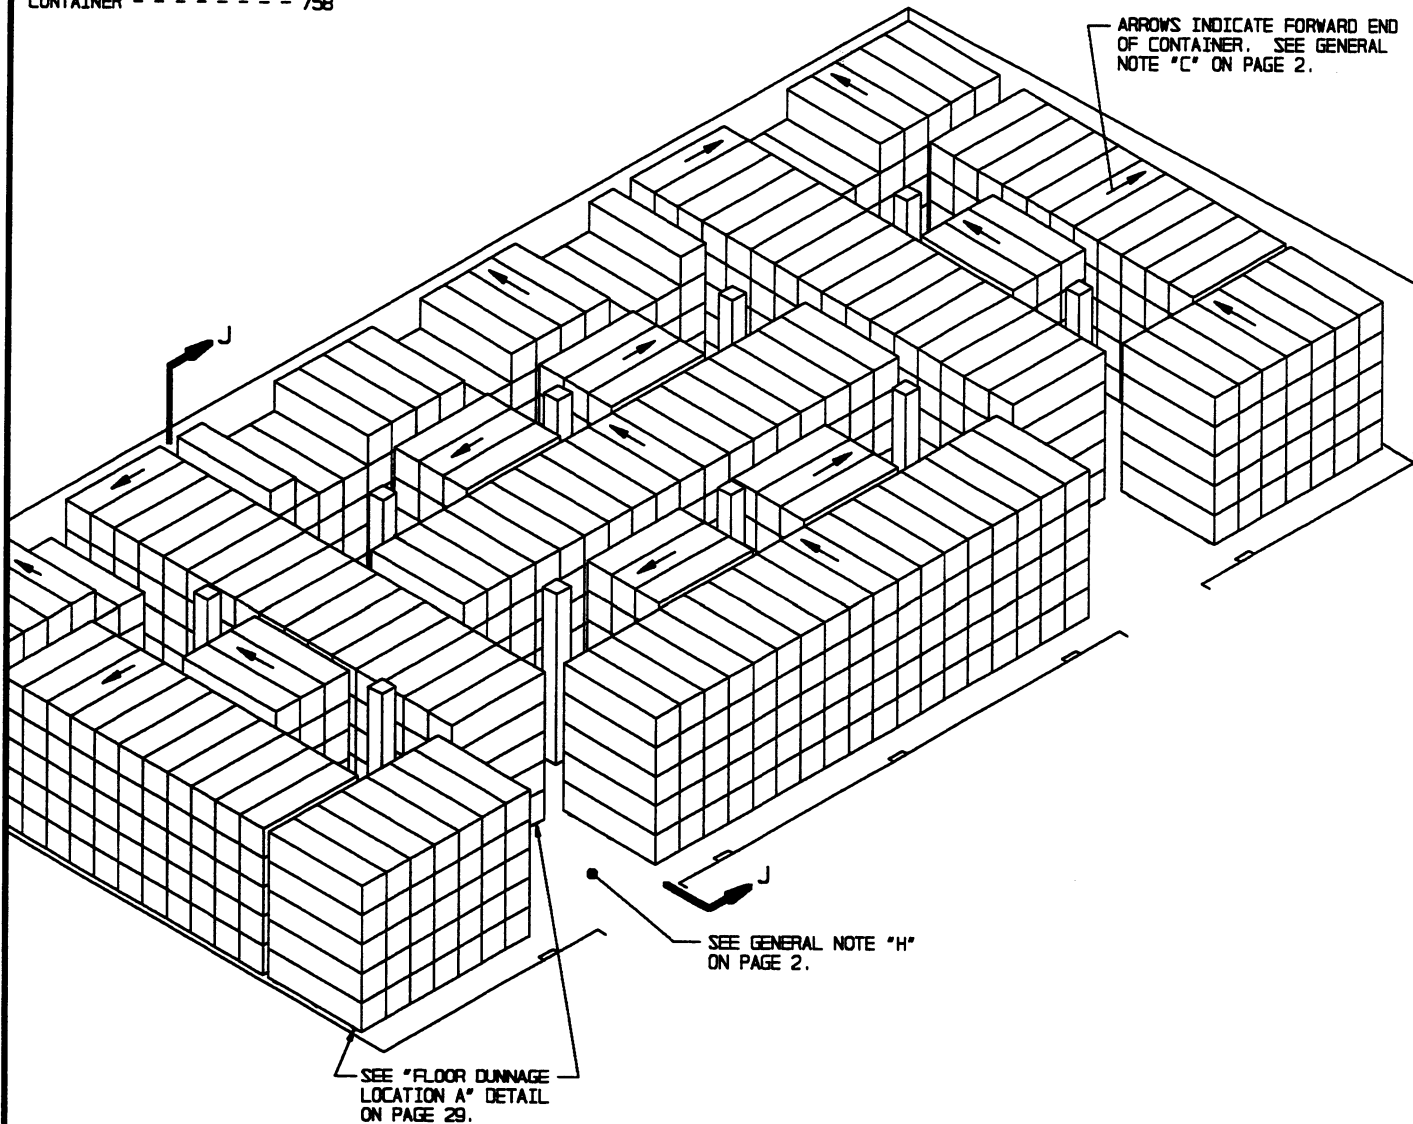 CONTAINER - - - - - - - - - 758
ARROWS INDICATE FORWARD END
OF CONTAINER. SEE GENERAL
NOTE "C" ON PAGE 2.
J
J
SEE GENERAL NOTE "H"
ON PAGE 2.
SEE "FLOOR DUNNAGE
LOCATION A" DETAIL
ON PAGE 29.